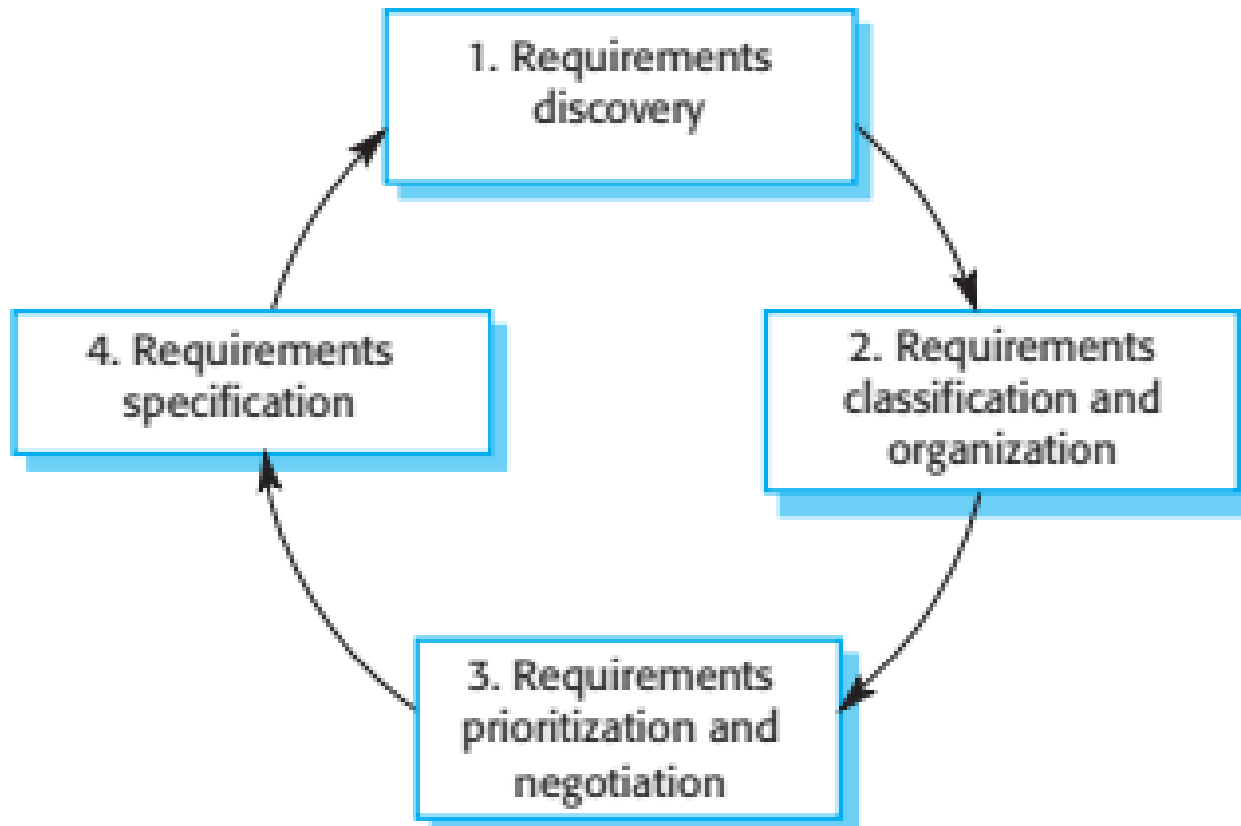 1. Requirements
discovery
2. Requirements
classification and
organization
3. Requirements
prioritization and
negotiation
4. Requirements
specification